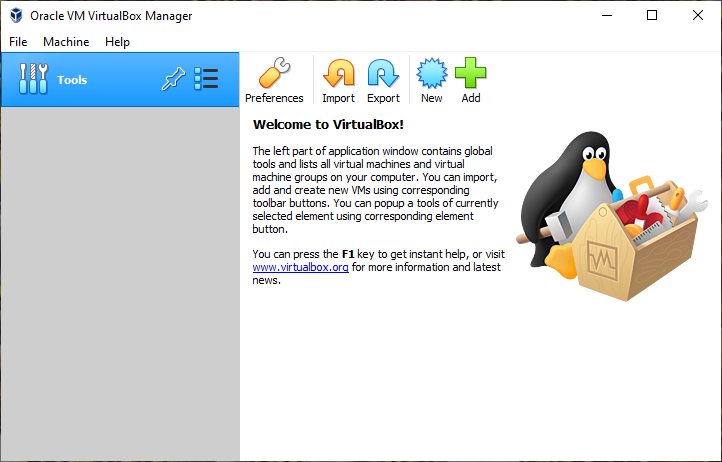 Oracle VM VirtualBox Manager
File Machine Help
Tools
Preferences Import Export New Add
Welcome to VirtualBox!
The left part of application window contains global
tools and lists all virtual machines and virtual
machine groups on your computer. You can import,
add and create new VMs using corresponding
toolbar buttons. You can popup a tools of currently
selected element using corresponding element
button.
You can press the F1 key to get instant help, or visit
www.virtualbox.org for more information and latest
news.